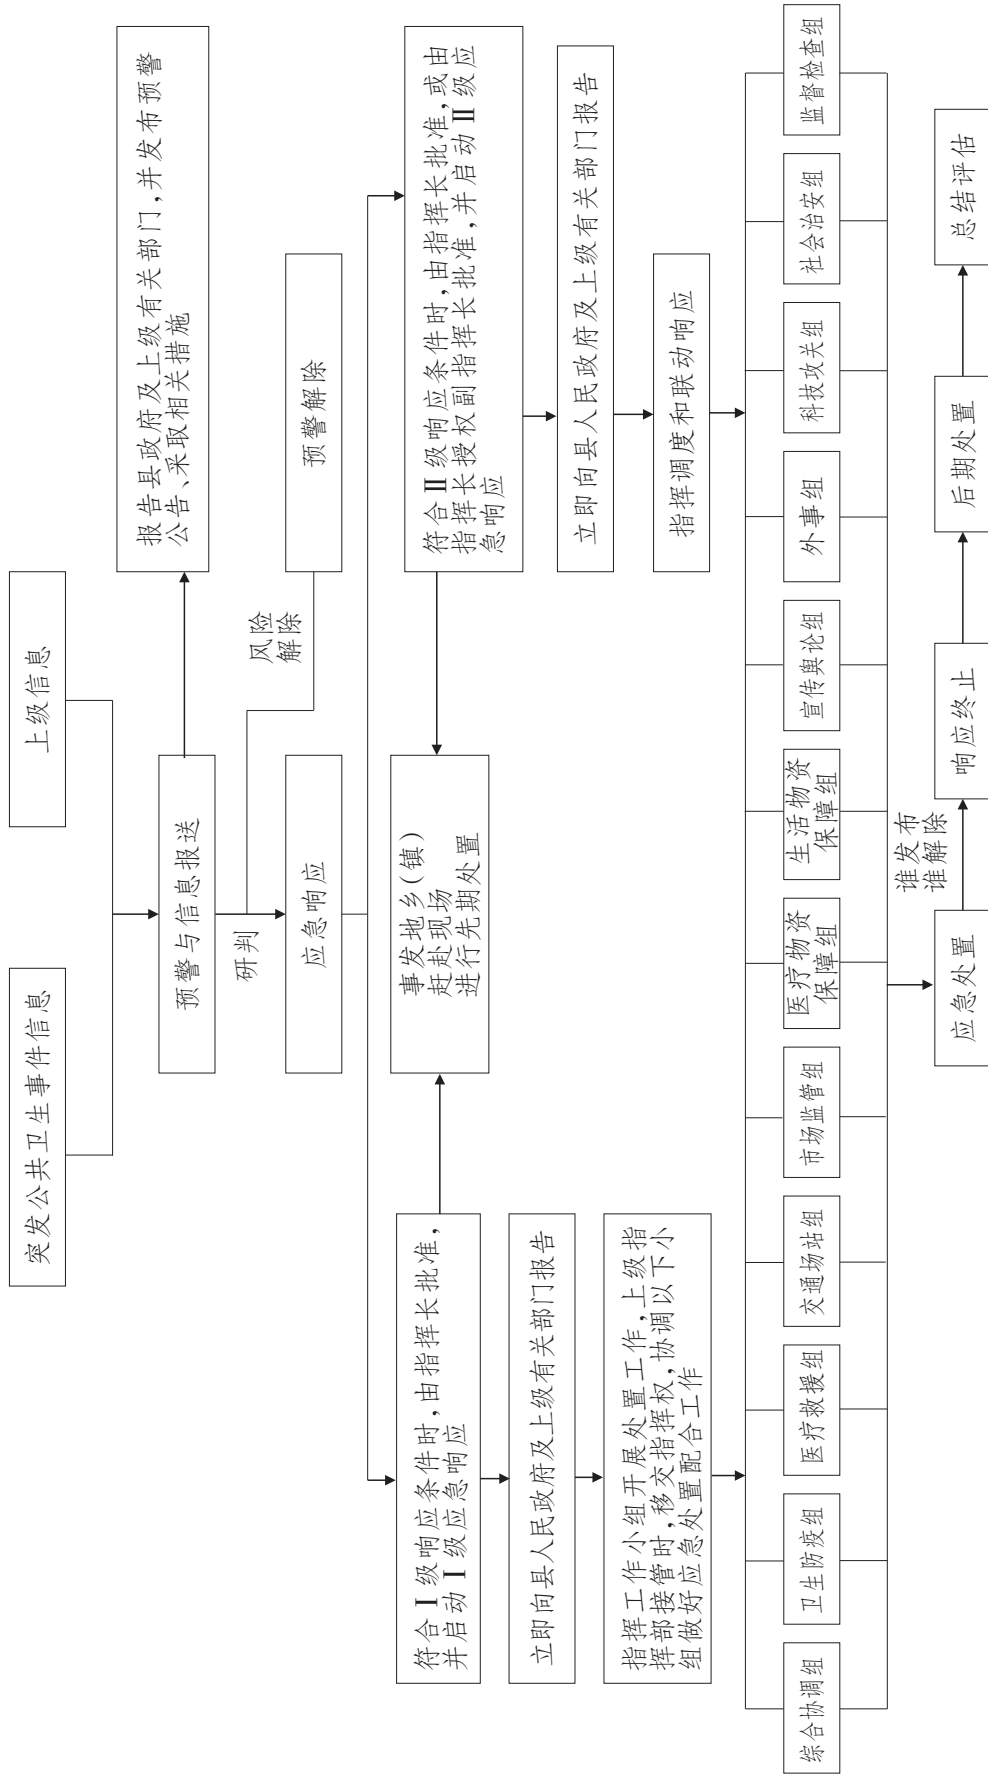 突发公共卫生事件信息
上级信息
预警与信息报送
报告县政府及上级有关部门,并发布预警
公告、采取相关措施
研判
风险
解除
应急响应
预警解除
符合Ⅰ级响应条件时,由指挥长批准,
并启动Ⅰ级应急响应
事发地乡(镇)
赶赴现场
进行先期处置
符合Ⅱ级响应条件时,由指挥长批准,或由
指挥长授权副指挥长批准,并启动Ⅱ级应
急响应
立即向县人民政府及上级有关部门报告
立即向县人民政府及上级有关部门报告
指挥工作小组开展处置工作,上级指
挥部接管时,移交指挥权,协调以下小
组做好应急处置配合工作
指挥调度和联动响应
综合协调组
卫生防疫组
医疗救援组
交通场站组
市场监管组
医疗物资
保障组
生活物资
保障组
宣传舆论组
外事组
科技攻关组
社会治安组
监督检查组
应急处置
谁发布
谁解除
响应终止
后期处置
总结评估